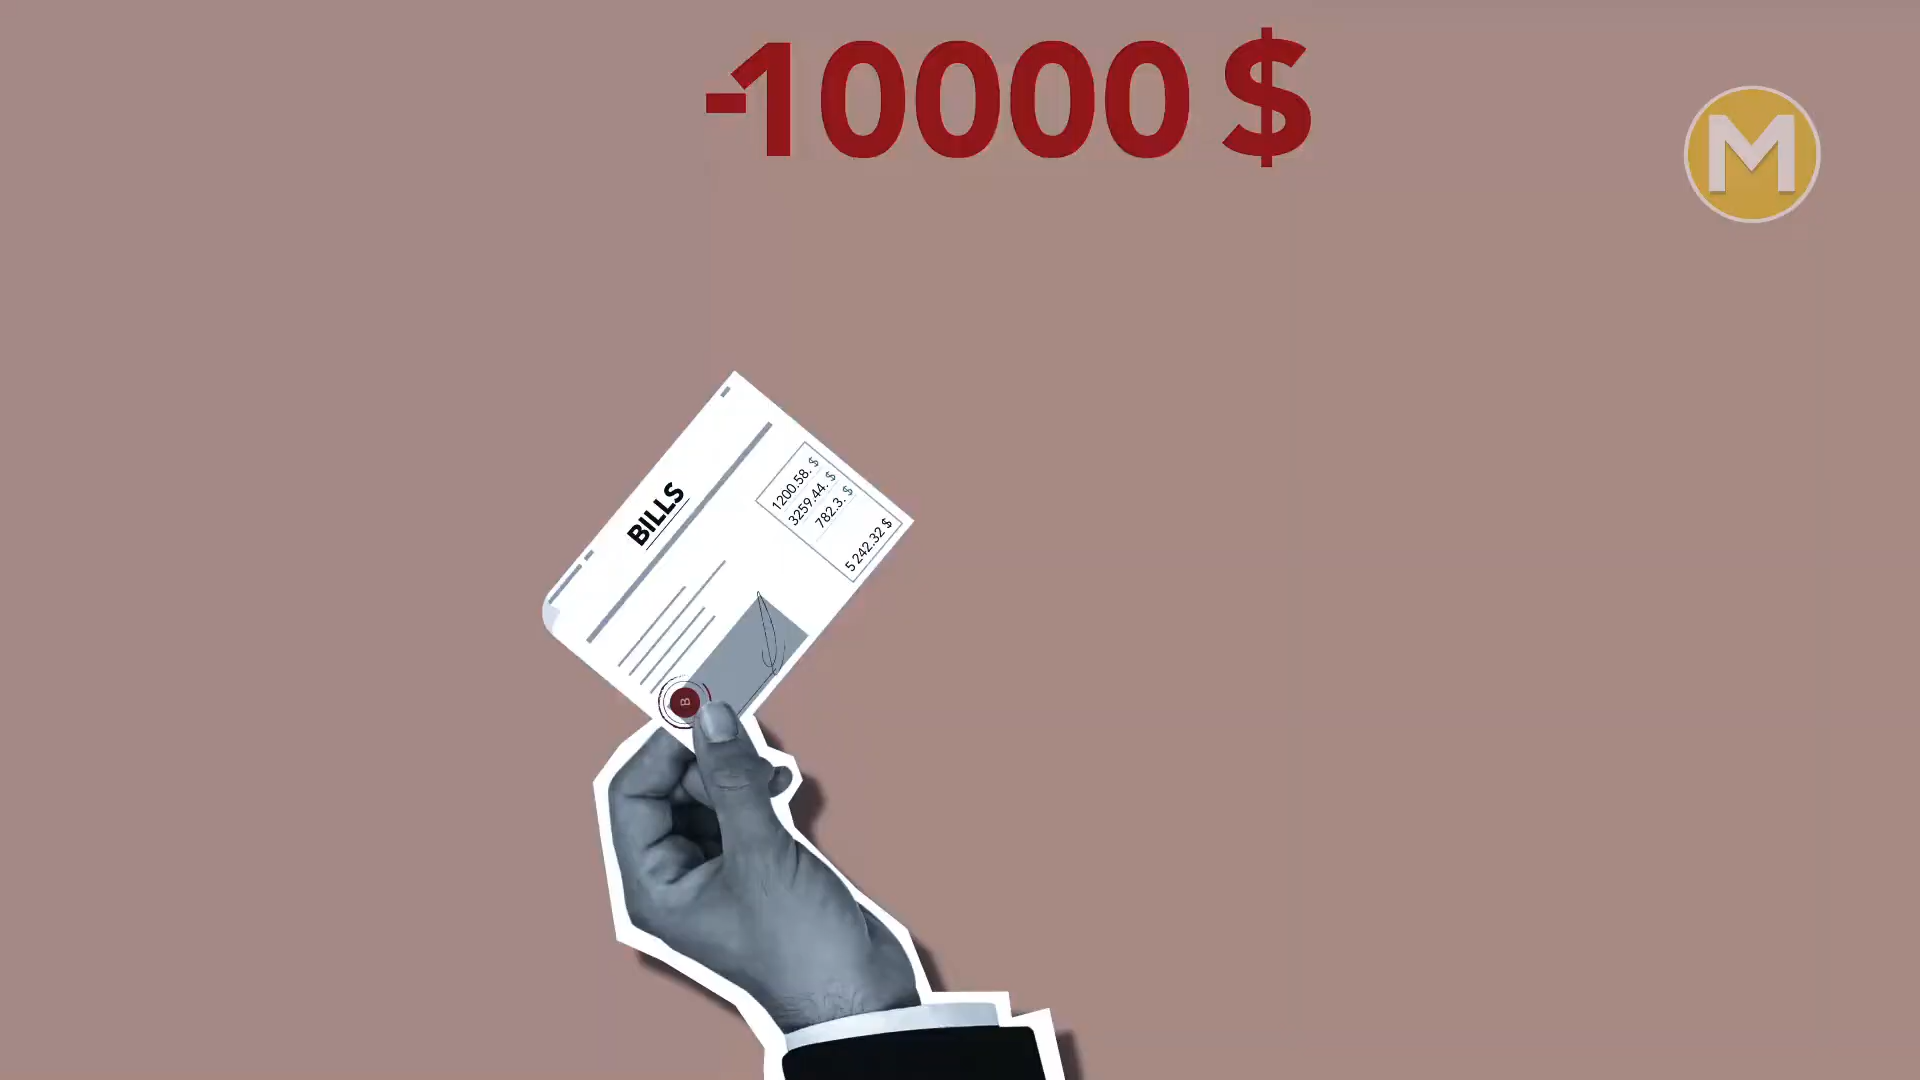 -10000 $
M
BILLS
1200.58. $
3259.44. $
782.3. $
5 242.32 $
B